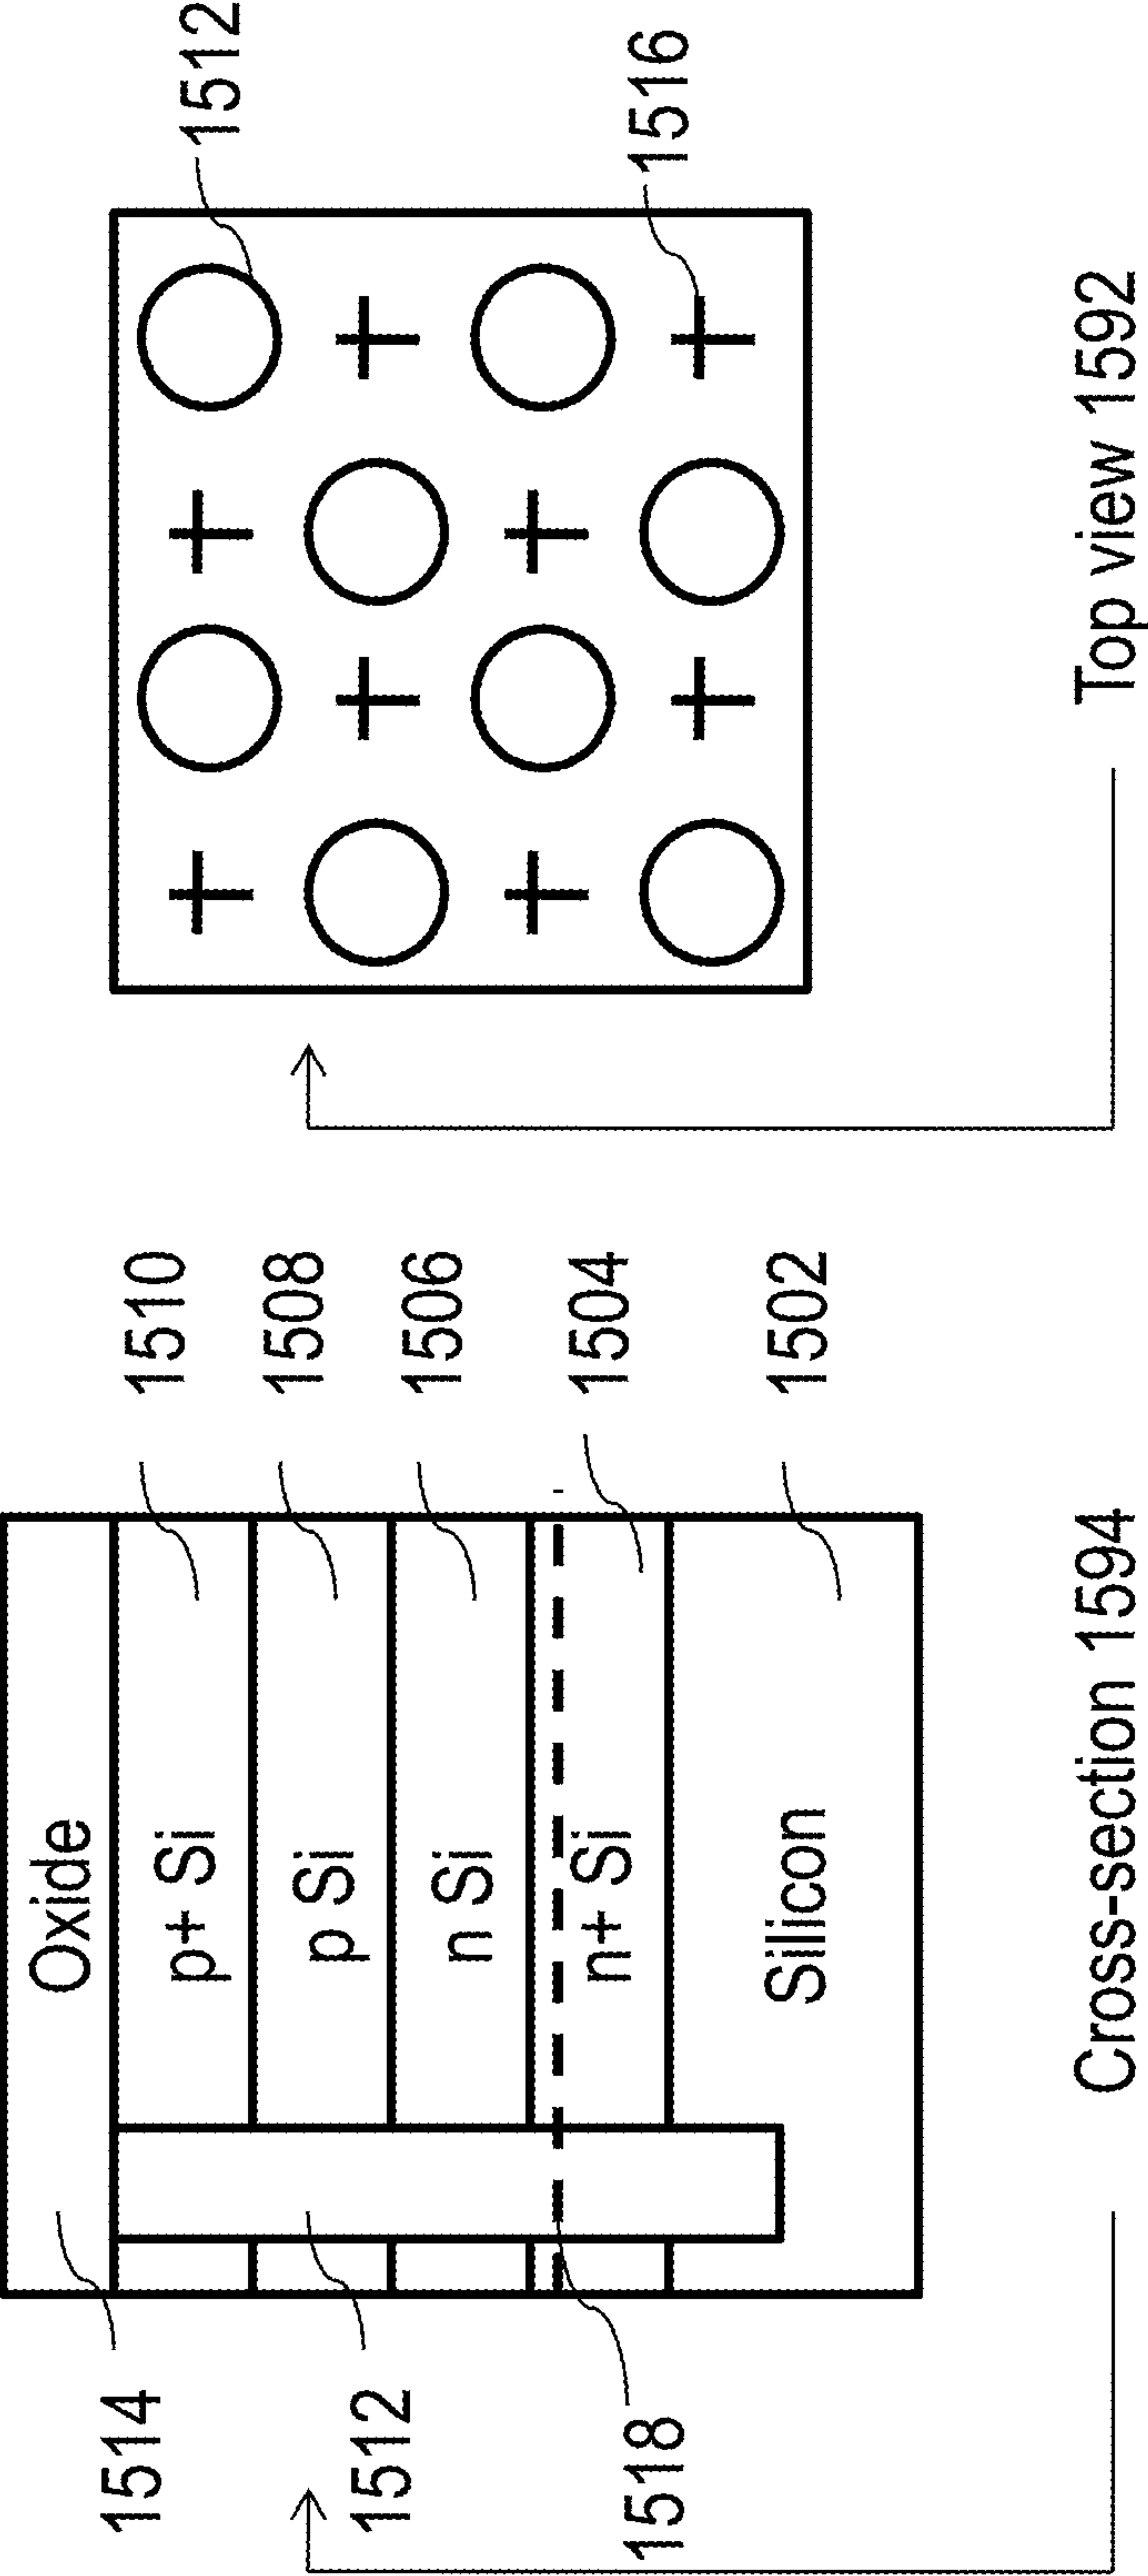 1514
1512
1518
Oxide
p+ Si
p Si
n Si
n+ Si
Silicon
1510
1508
1506
1504
1502
Cross-section 1594
1512
1516
Top view 1592